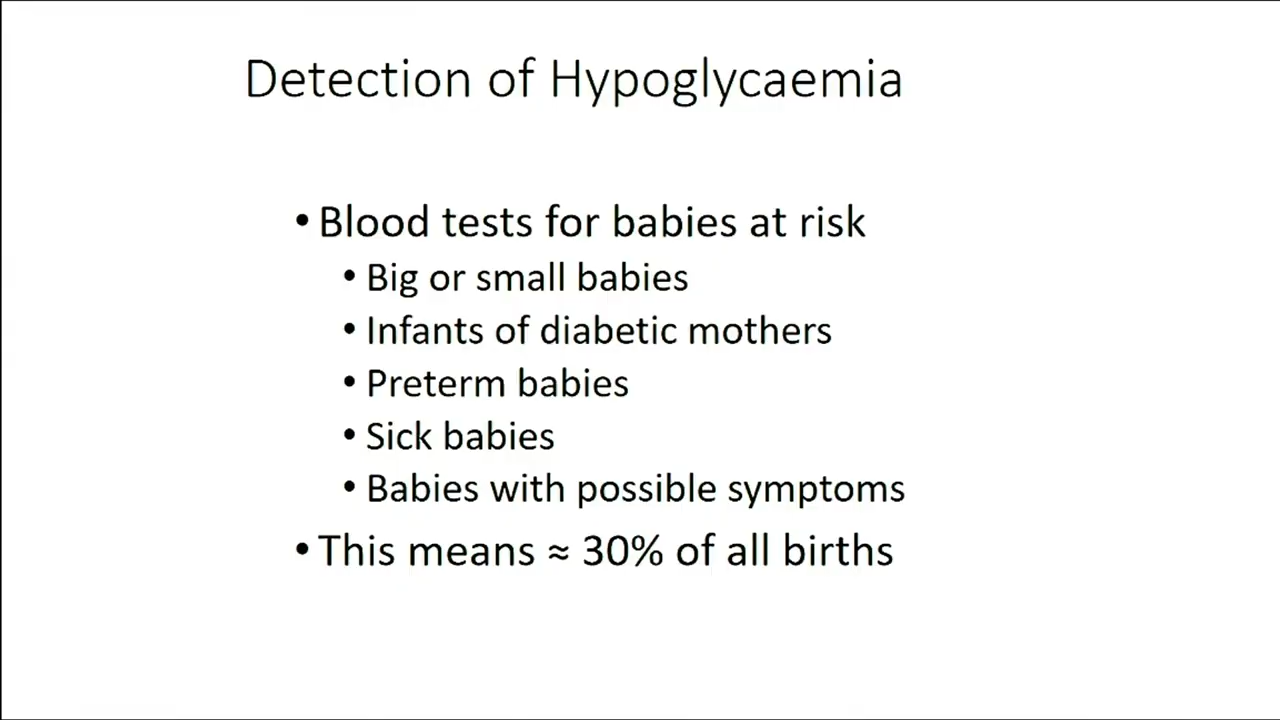 Detection of Hypoglycaemia
• Blood tests for babies at risk
• Big or small babies
• Infants of diabetic mothers
• Preterm babies
• Sick babies
• Babies with possible symptoms
• This means ≈ 30% of all births